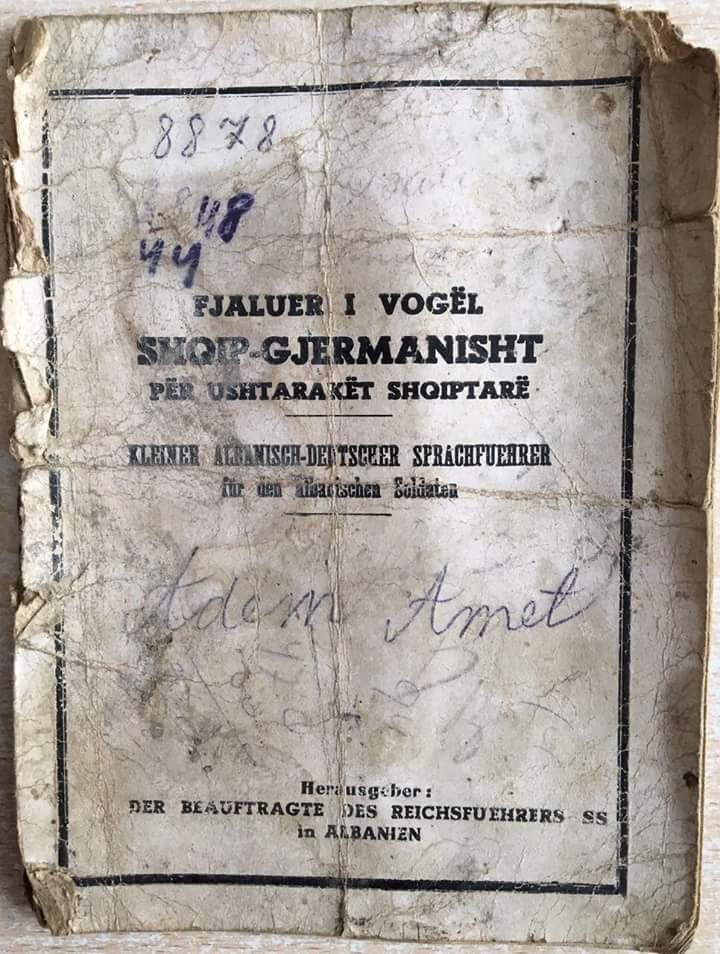 8878
48
44
FJALUER I VOGËL
SHQIP-GJERMANISHT
PËR USHTARAKËT SHQIPTARË
KLEINER ALBANISCH-DEUTSCHER SPRACHFUEHRER
für den albanischen Soldaten
Adem Amet
Herausgeber:
DER BEAUFTRAGTE DES REICHSFUEHRERS SS
in ALBANIEN